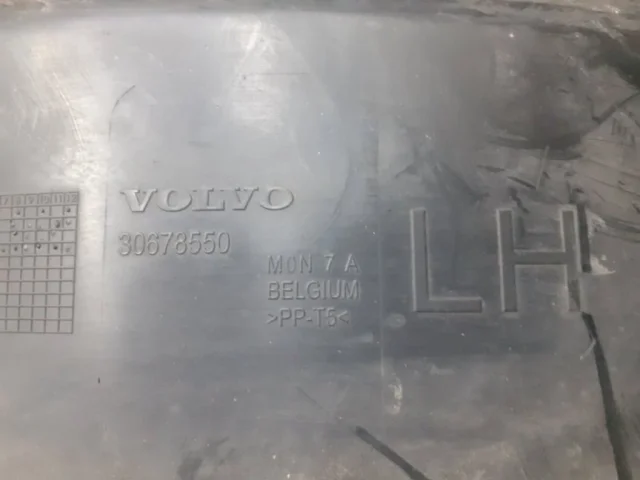 VOLVO
30678550
M0N 7 A
BELGIUM
>PP-T5<
LH